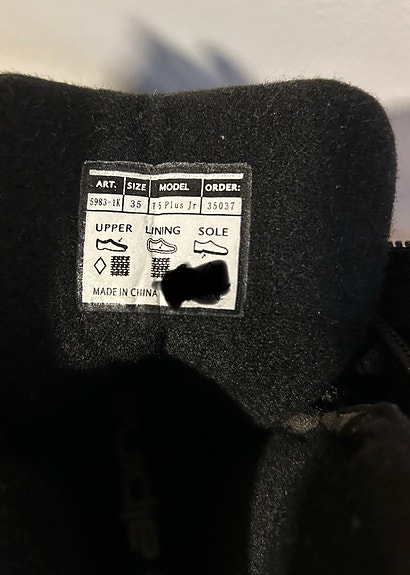 ART. SIZE MODEL ORDER:
5983-1K 35 T5 Plus Jr 35037
UPPER LINING SOLE
MADE IN CHINA